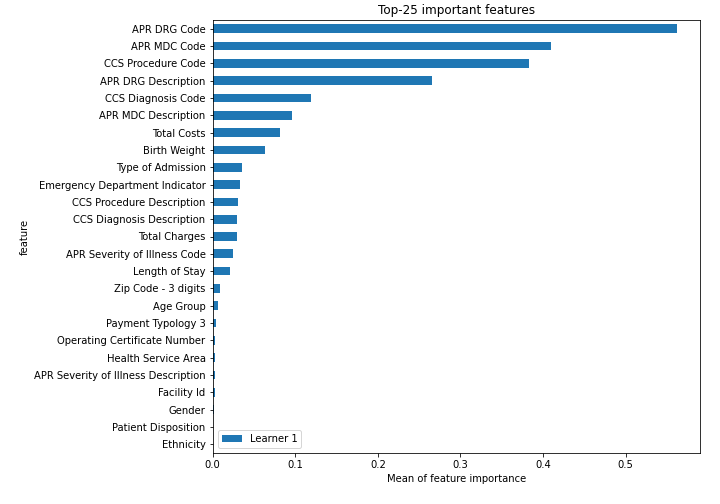 Top-25 important features
APR DRG Code
APR MDC Code
CCS Procedure Code
APR DRG Description
CCS Diagnosis Code
APR MDC Description
Total Costs
Birth Weight
Type of Admission
Emergency Department Indicator
CCS Procedure Description
CCS Diagnosis Description
Total Charges
APR Severity of Illness Code
Length of Stay
Zip Code - 3 digits
Age Group
Payment Typology 3
Operating Certificate Number
Health Service Area
APR Severity of Illness Description
Facility Id
Gender
Patient Disposition
Ethnicity
feature
Learner 1
0.0 0.1 0.2 0.3 0.4 0.5
Mean of feature importance